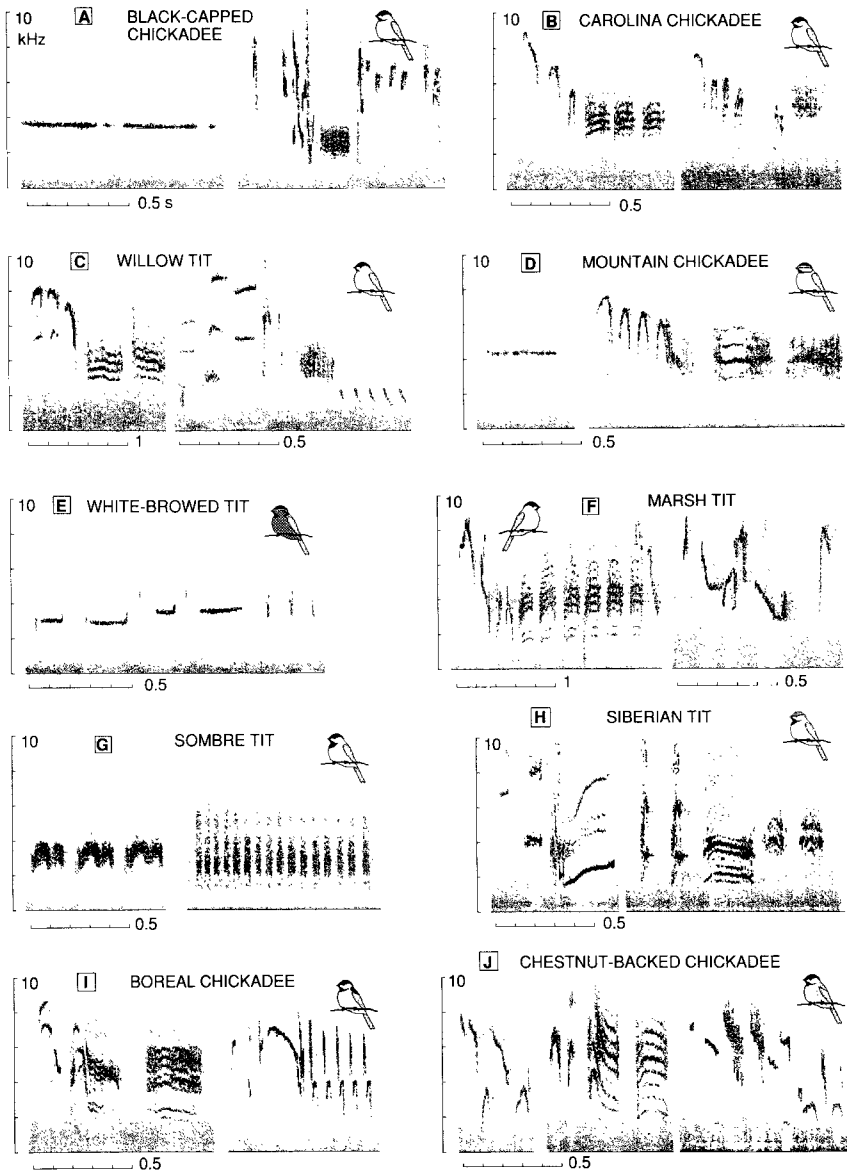 10
A BLACK-CAPPED
CHICKADEE
kHz
0.5 s
10
B CAROLINA CHICKADEE
0.5
10
C WILLOW TIT
1
0.5
10
D MOUNTAIN CHICKADEE
0.5
10
E WHITE-BROWED TIT
0.5
10
F MARSH TIT
1
0.5
10
G SOMBRE TIT
0.5
10
H SIBERIAN TIT
0.5
10
I BOREAL CHICKADEE
0.5
10
J CHESTNUT-BACKED CHICKADEE
0.5